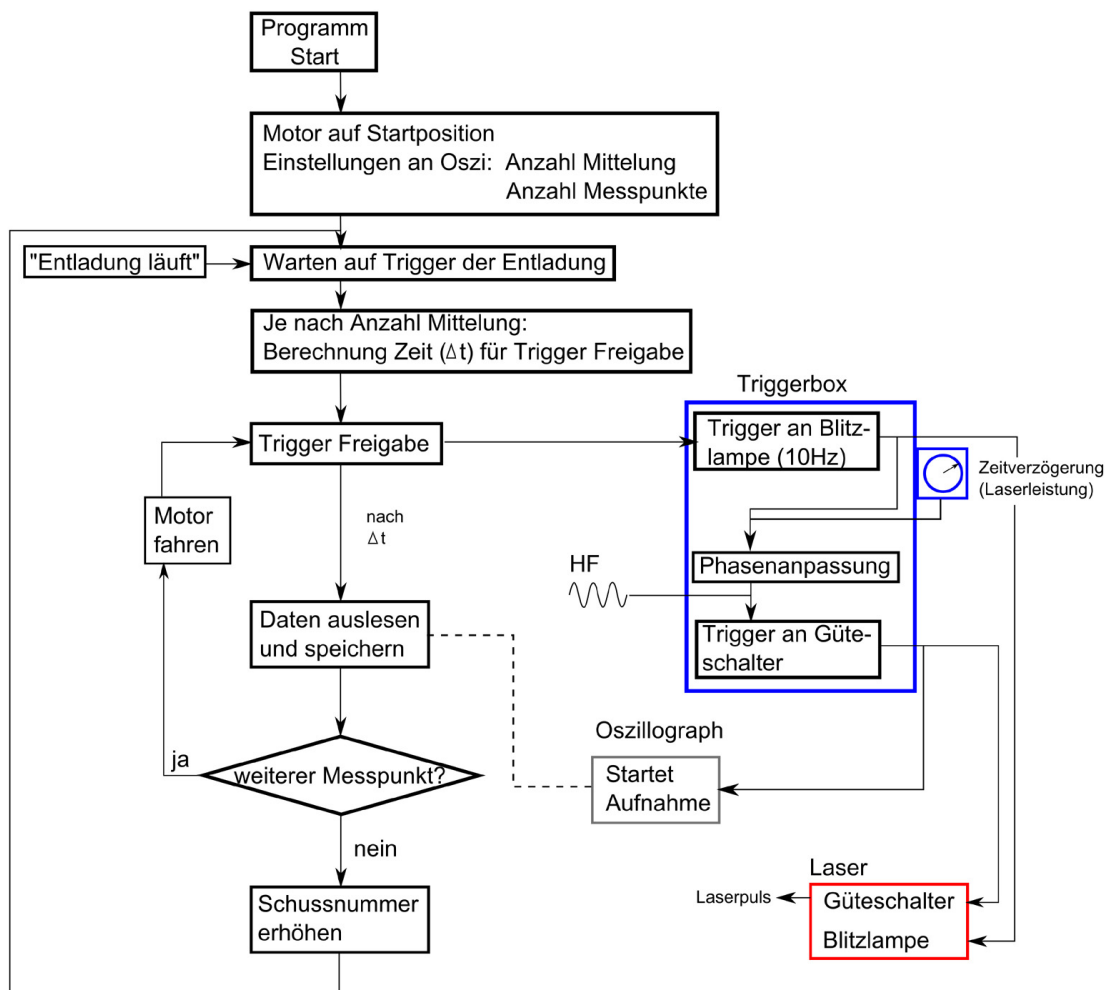 Programm
Start
Motor auf Startposition
Einstellungen an Oszi: Anzahl Mittelung
Anzahl Messpunkte
"Entladung läuft"
Warten auf Trigger der Entladung
Je nach Anzahl Mittelung:
Berechnung Zeit (Δt) für Trigger Freigabe
Trigger Freigabe
Motor
fahren
nach
Δt
Daten auslesen
und speichern
ja
weiterer Messpunkt?
nein
Schussnummer
erhöhen
Triggerbox
Trigger an Blitz-
lampe (10Hz)
Zeitverzögerung
(Laserleistung)
Phasenanpassung
HF
Trigger an Güte-
schalter
Oszillograph
Startet
Aufnahme
Laser
Laserpuls
Güteschalter
Blitzlampe